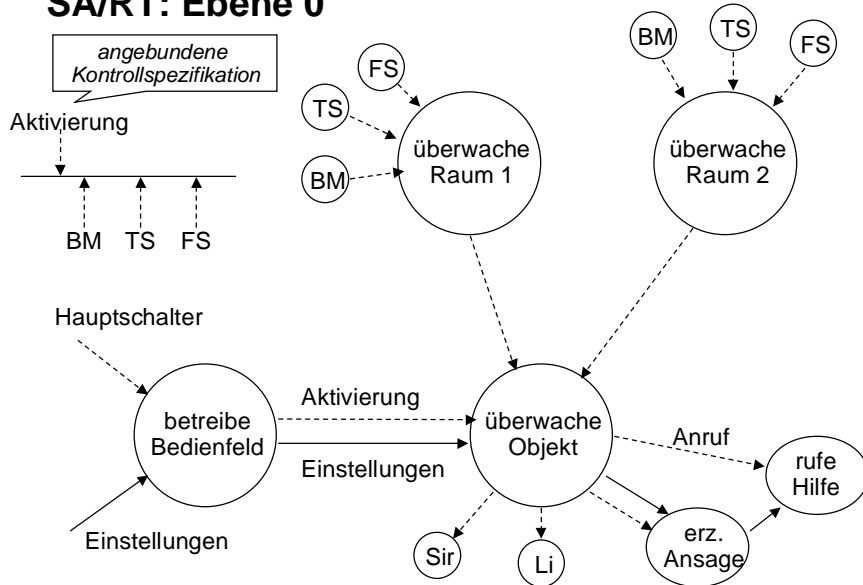 SA/RT: Ebene 0
angebundene
Kontrollspezifikation
Aktivierung
BM TS FS
FS
TS
BM
überwache
Raum 1
BM
TS
FS
überwache
Raum 2
Hauptschalter
betreibe
Bedienfeld
Einstellungen
Aktivierung
Einstellungen
überwache
Objekt
Anruf
rufe
Hilfe
erz.
Ansage
Sir
Li